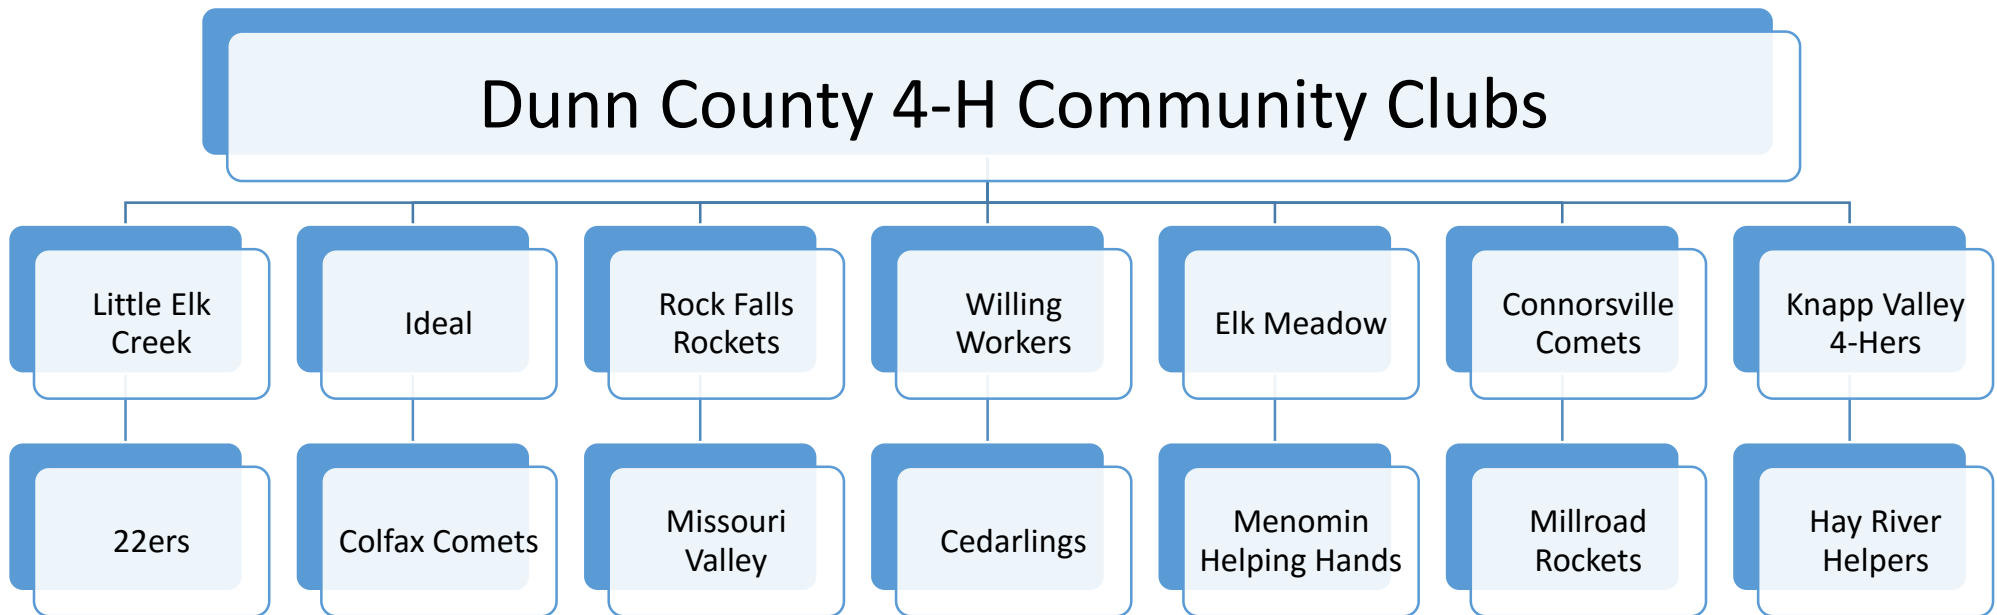 Dunn County 4-H Community Clubs
Little Elk
Creek
Ideal
Rock Falls
Rockets
Willing
Workers
Elk Meadow
Connorsville
Comets
Knapp Valley
4-Hers
22ers
Colfax Comets
Missouri
Valley
Cedarlings
Menomin
Helping Hands
Millroad
Rockets
Hay River
Helpers